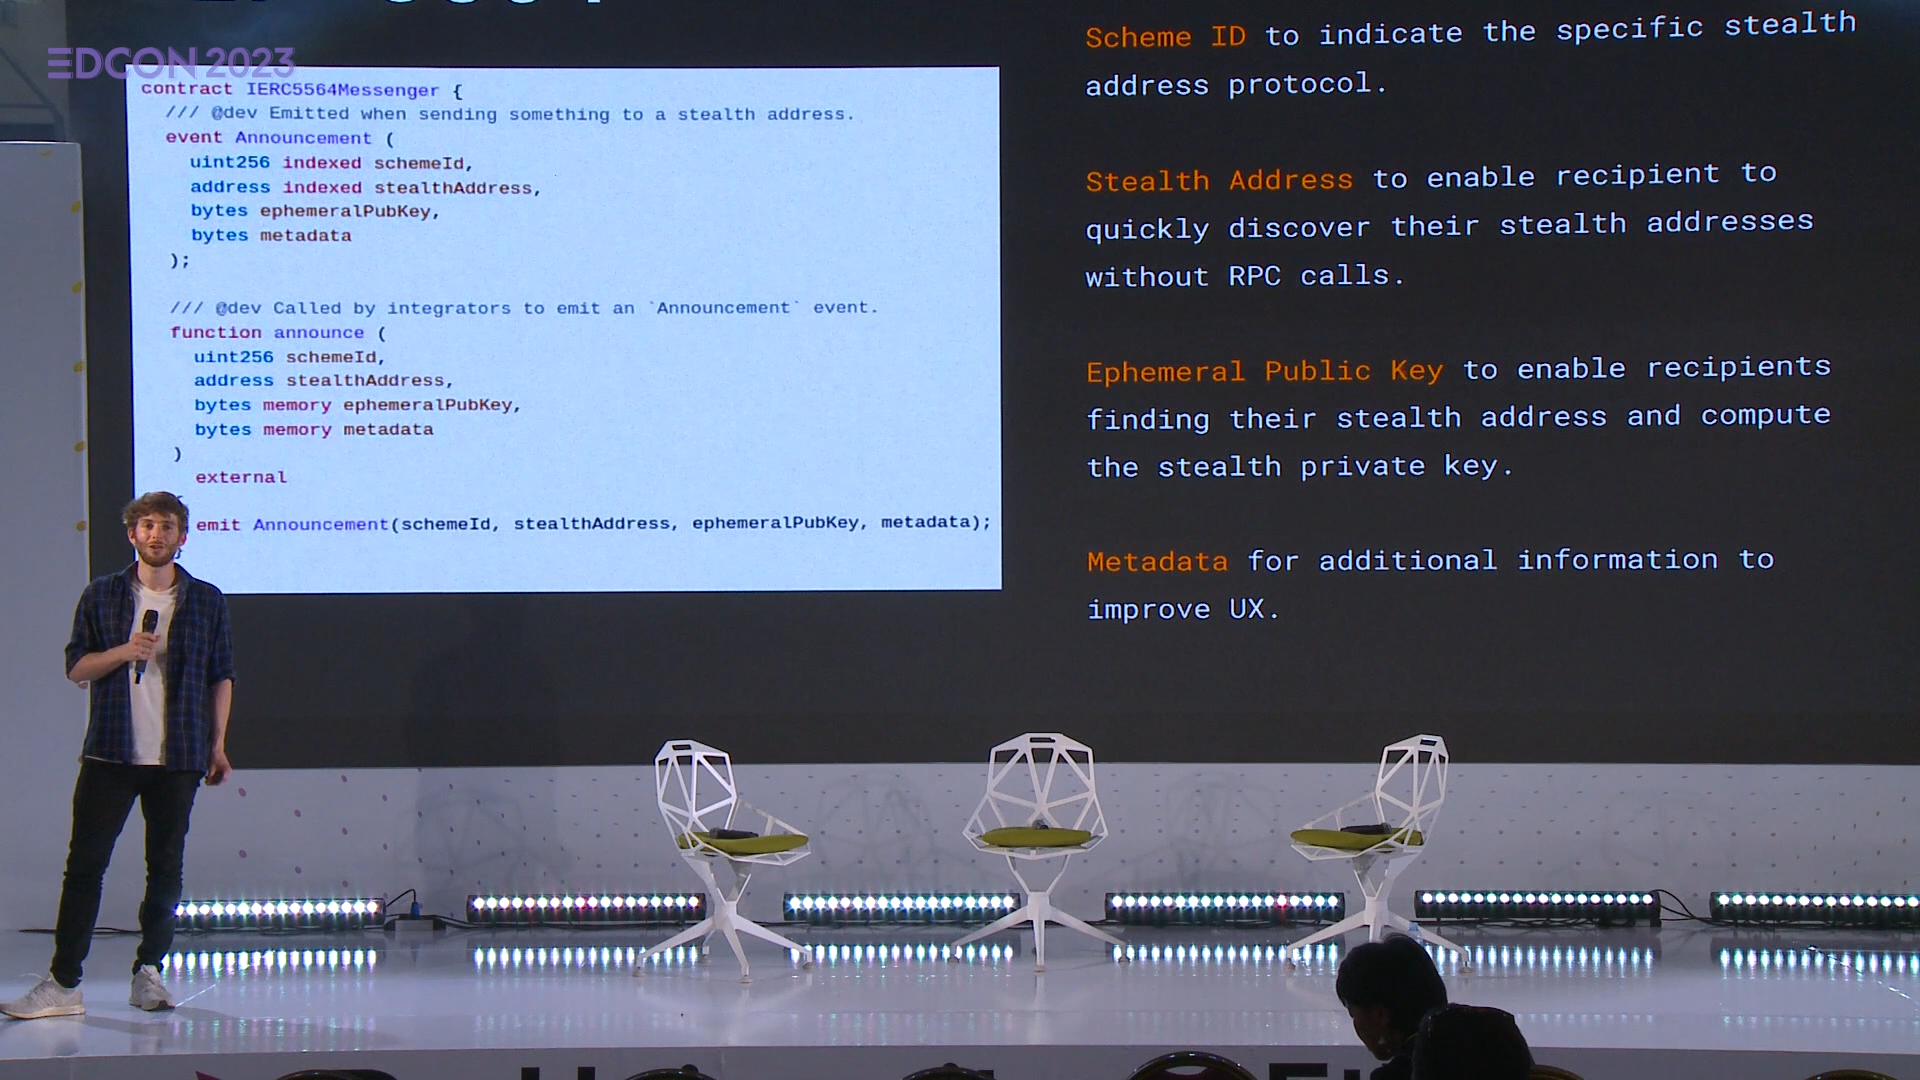 EDCON 2023
contract IERC5564Messenger {
/// @dev Emitted when sending something to a stealth address.
event Announcement (
uint256 indexed schemeId,
address indexed stealthAddress,
bytes ephemeralPubKey,
bytes metadata
);
/// @dev Called by integrators to emit an `Announcement` event.
function announce (
uint256 schemeId,
address stealthAddress,
bytes memory ephemeralPubKey,
bytes memory metadata
)
external
emit Announcement(schemeId, stealthAddress, ephemeralPubKey, metadata);
Scheme ID to indicate the specific stealth
address protocol.
Stealth Address to enable recipient to
quickly discover their stealth addresses
without RPC calls.
Ephemeral Public Key to enable recipients
finding their stealth address and compute
the stealth private key.
Metadata for additional information to
improve UX.